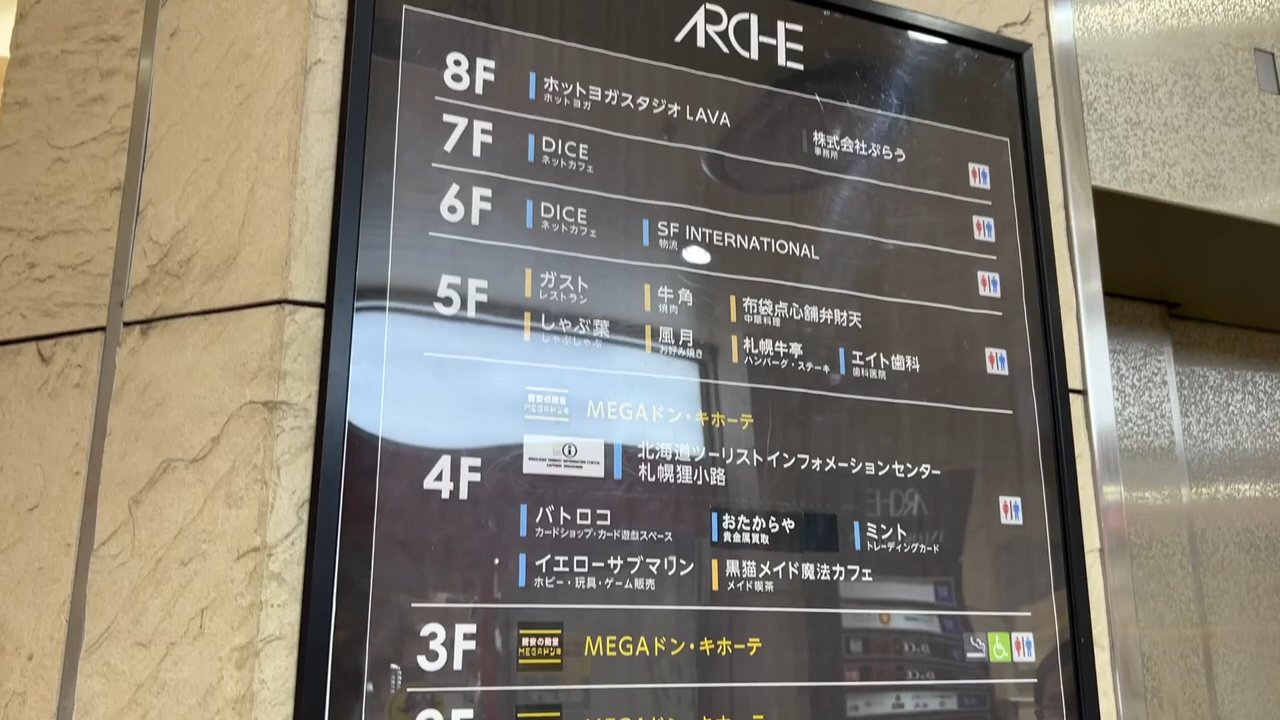 ARCHE
8F
ホットヨガスタジオ LAVA
ホットヨガ
株式会社ぷらう
事務所
7F
DICE
ネットカフェ
6F
DICE
ネットカフェ
SF INTERNATIONAL
物流
5F
ガスト
レストラン
牛角
焼肉
布袋点心舗弁財天
中華料理
しゃぶ葉
しゃぶしゃぶ
風月
お好み焼き
札幌牛亭
ハンバーグ・ステーキ
エイト歯科
歯科医院
4F
驚安の殿堂
MEGAドンキ
MEGAドン・キホーテ
北海道ツーリストインフォメーションセンター
札幌狸小路
バトロコ
カードショップ・カード遊戯スペース
おたからや
貴金属買取
ミント
トレーディングカード
イエローサブマリン
ホビー・玩具・ゲーム販売
黒猫メイド魔法カフェ
メイド喫茶
3F
驚安の殿堂
MEGAドンキ
MEGAドン・キホーテ